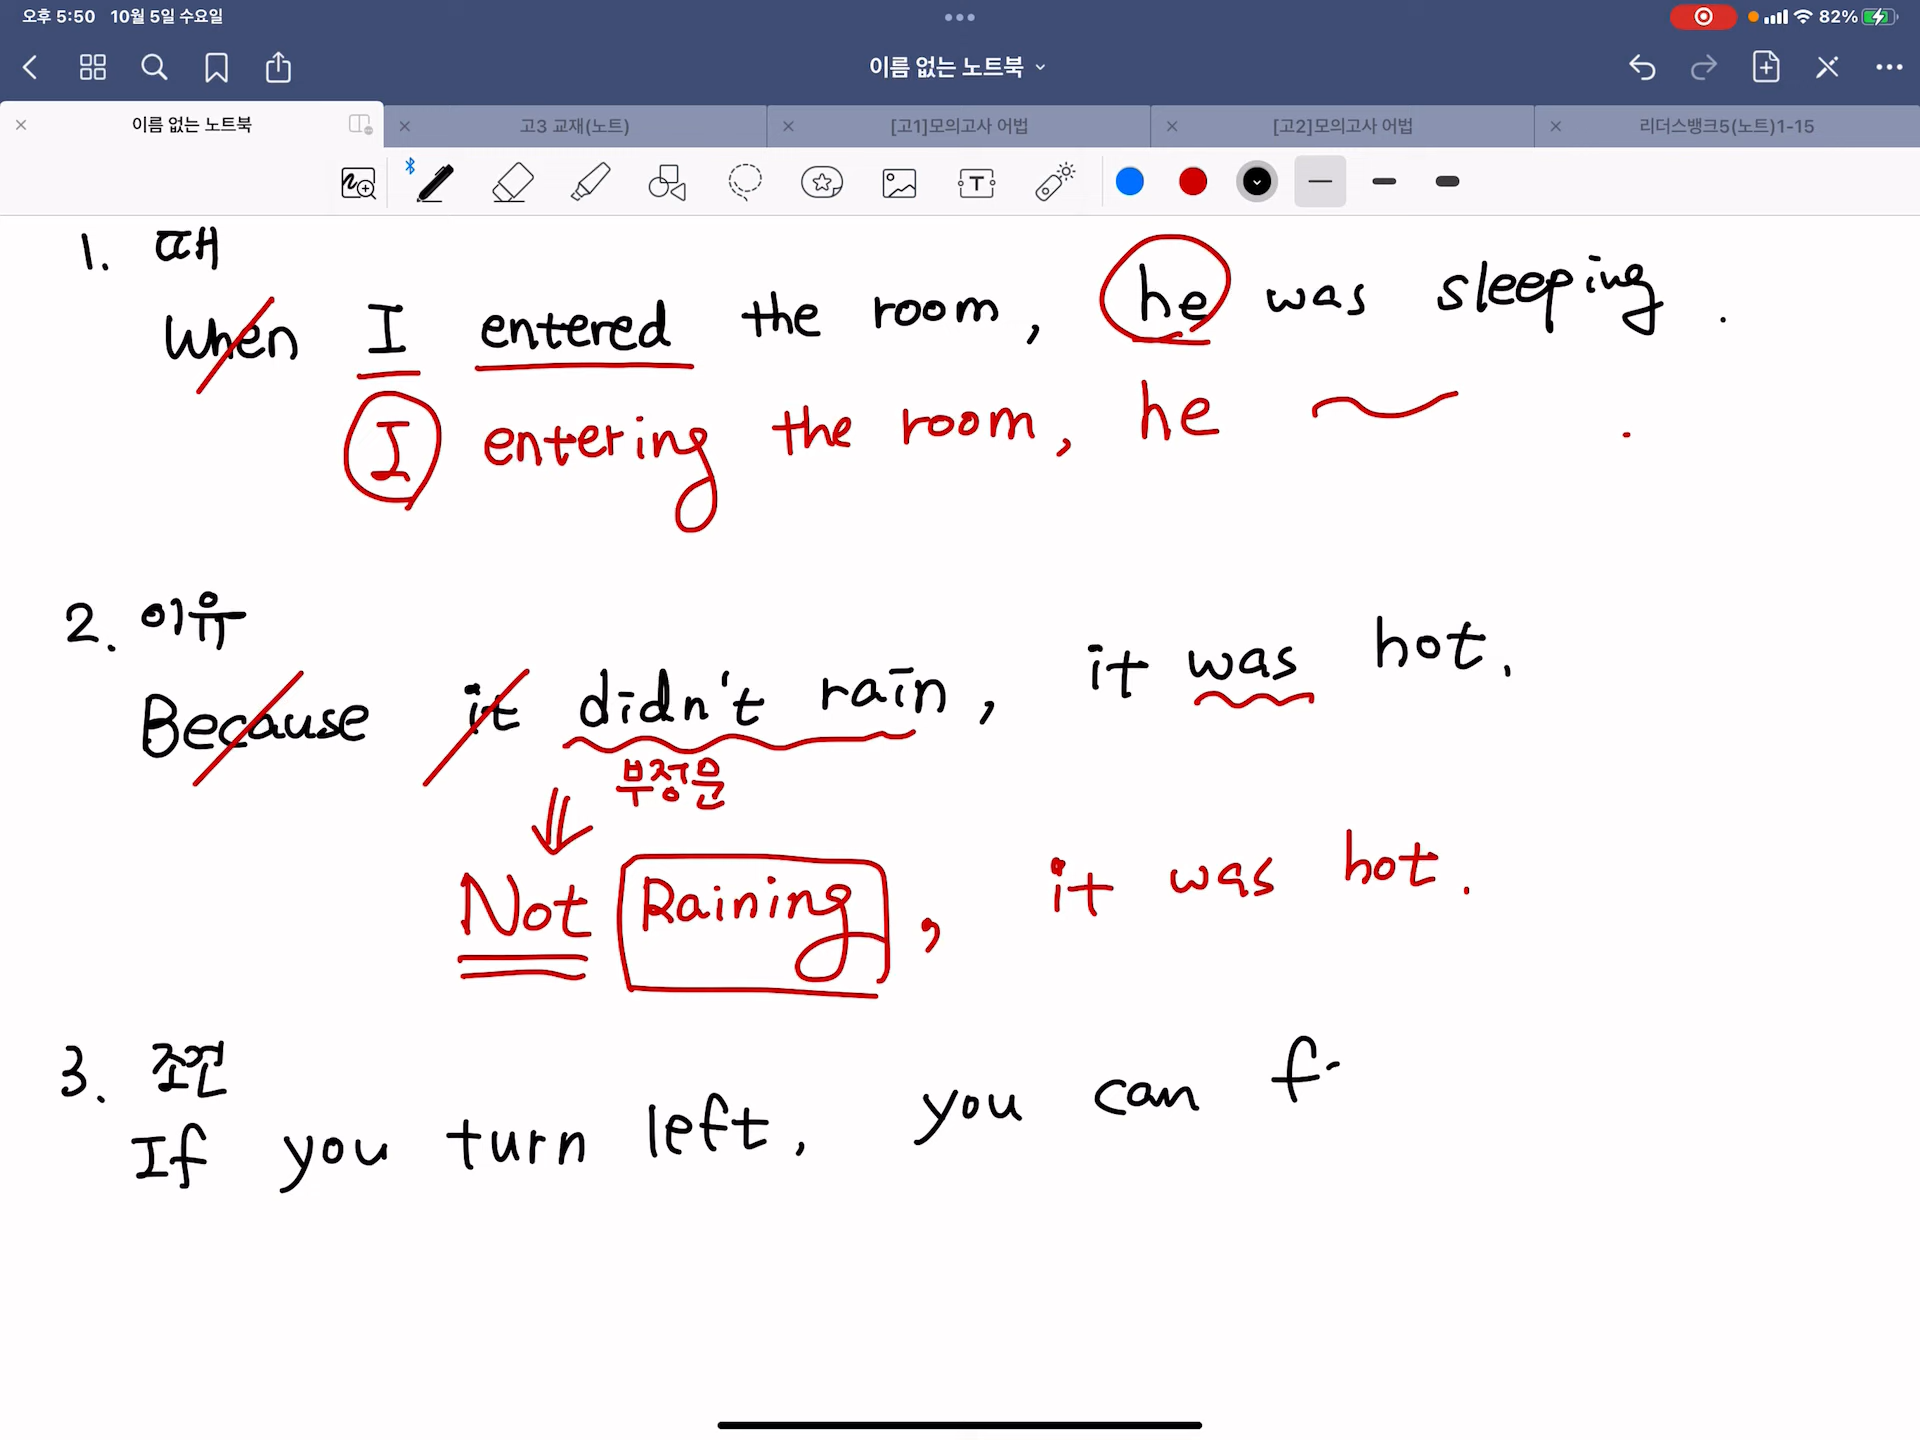 오후 5:50 10월 5일 수요일
82%
이름 없는 노트북
이름 없는 노트북
고3 교재(노트)
[고1]모의고사 어법
[고2]모의고사 어법
리더스뱅크5(노트)1-15
1. 때
When I entered the room, he was sleeping.
I entering the room, he .
2. 이유
Because it didn't rain, it was hot.
부정문
Not Raining, it was hot.
3. 조건
If you turn left, you can f